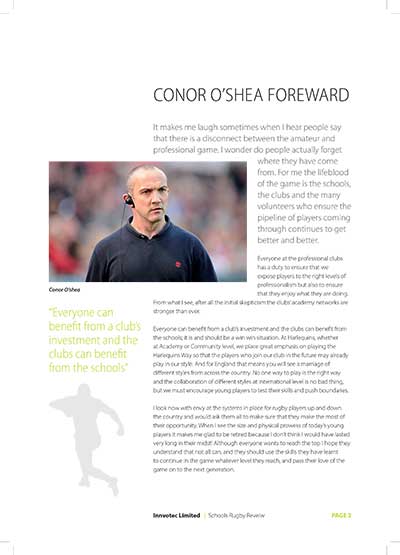 CONOR O'SHEA FOREWARD
It makes me laugh sometimes when I hear people say
that there is a disconnect between the amateur and
professional game. I wonder do people actually forget
where they have come
from. For me the lifeblood
of the game is the schools,
the clubs and the many
volunteers who ensure the
pipeline of players coming
through continues to get
better and better.
Everyone at the professional clubs
has a duty to ensure that we
expose players to the right levels of
professionalism but also to ensure
that they enjoy what they are doing.
From what I see, after all the initial skepticism the clubs' academy networks are
stronger than ever.
Everyone can benefit from a club's investment and the clubs can benefit from
the schools; it is and should be a win win situation. At Harlequins, whether
at Academy or Community level, we place great emphasis on playing the
Harlequins Way so that the players who join our club in the future may already
play in our style. And for England that means you will see a marriage of
different styles from across the country. No one way to play is the right way
and the collaboration of different styles at international level is no bad thing,
but we must encourage young players to test their skills and push boundaries.
I look now with envy at the systems in place for rugby players up and down
the country and would ask them all to make sure that they make the most of
their opportunity. When I see the size and physical prowess of today's young
players it makes me glad to be retired because I don't think I would have lasted
very long in their midst! Although everyone wants to reach the top I hope they
understand that not all can, and they should use the skills they have learnt
to continue in the game whatever level they reach, and pass their love of the
game on to the next generation.
Conor O'shea
"Everyone can
benefit from a club's
investment and the
clubs can benefit
from the schools"
Innvotec Limited | Schools Rugby Review PAGE 3